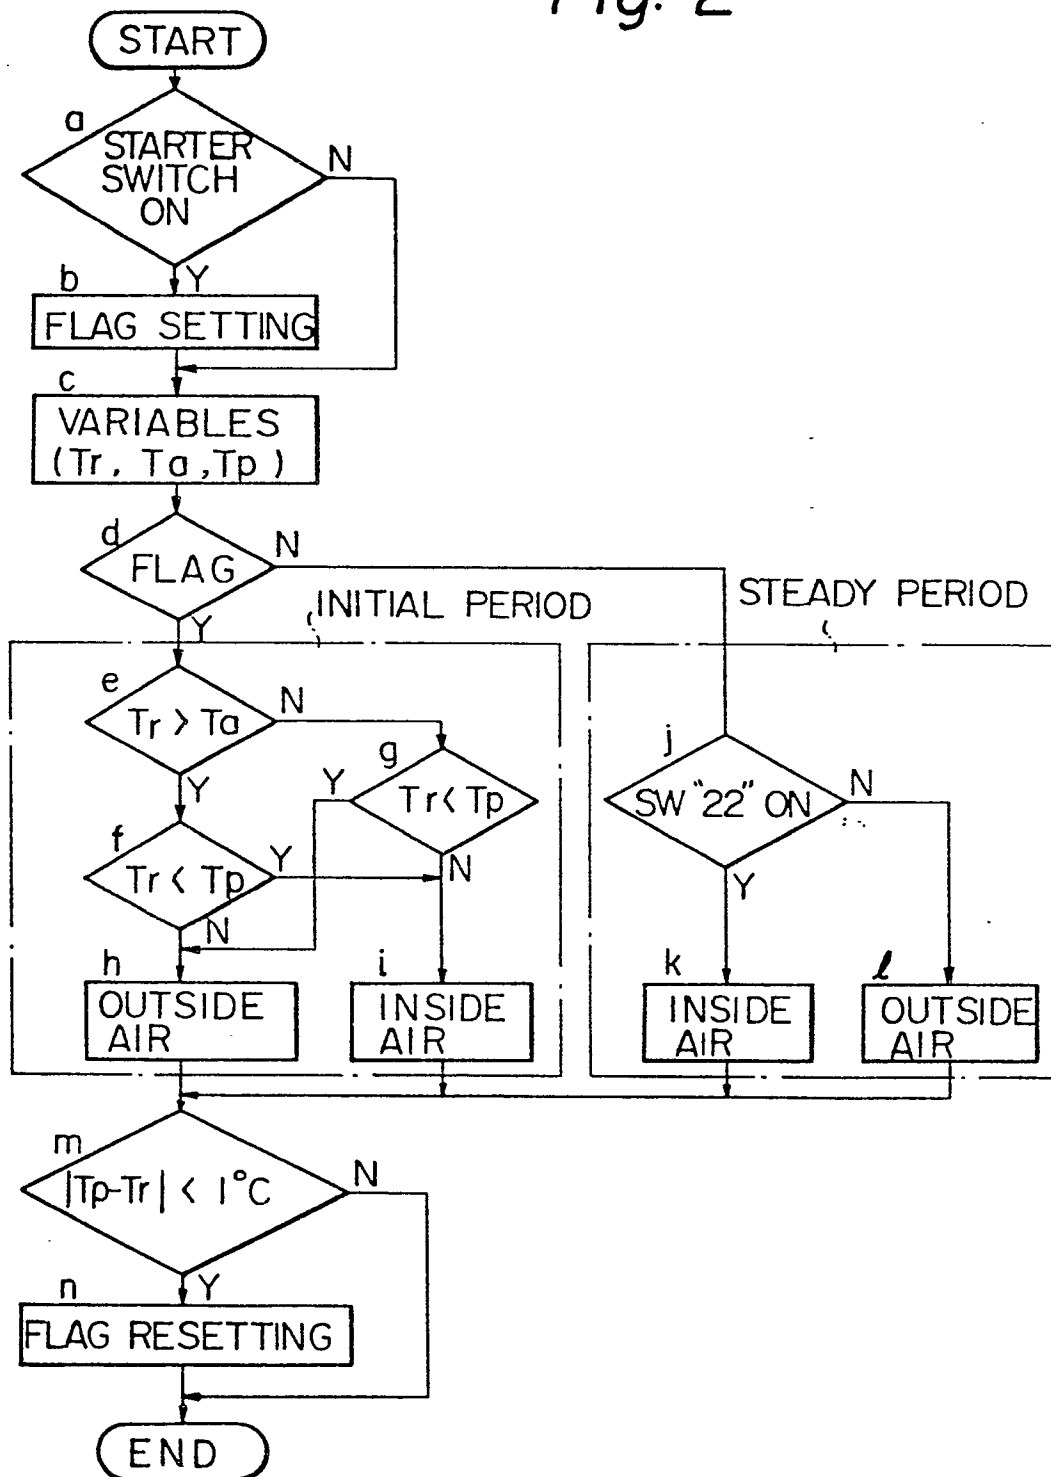 Fig. 2
START
a
STARTER
SWITCH
ON
N
Y
b
FLAG SETTING
c
VARIABLES
(Tr, Ta, Tp)
d
FLAG
N
Y
INITIAL PERIOD
STEADY PERIOD
e
Tr > Ta
N
Y
g
Tr < Tp
Y
N
f
Tr < Tp
Y
N
h
OUTSIDE
AIR
i
INSIDE
AIR
j
SW "22" ON
N
Y
k
INSIDE
AIR
l
OUTSIDE
AIR
m
|Tp-Tr| < 1°C
N
Y
n
FLAG RESETTING
END